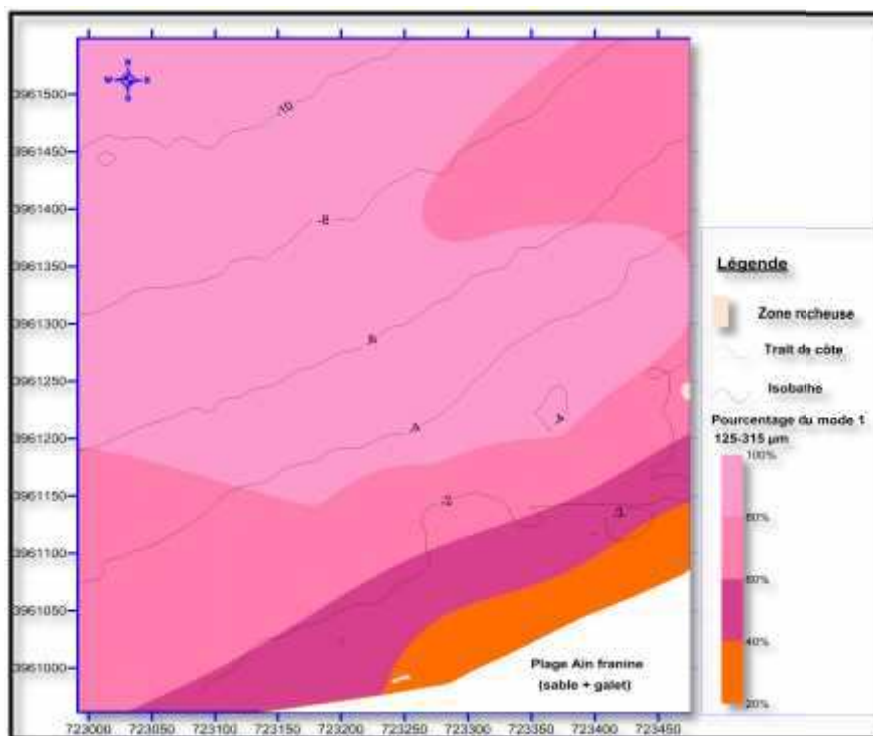 N
W
3961500
3961450
3961400
3961350
3961300
3961250
3961200
3961150
3961100
3961050
3961000
-10
-8
-4
-2
Plage Ain franine
(sable + galet)
723000 723050 723100 723150 723200 723250 723300 723350 723400 723450
Légende
Zone rocheuse
Trait de côte
Isobathe
Pourcentage du mode 1
125-315 µm
100%
80%
60%
40%
20%